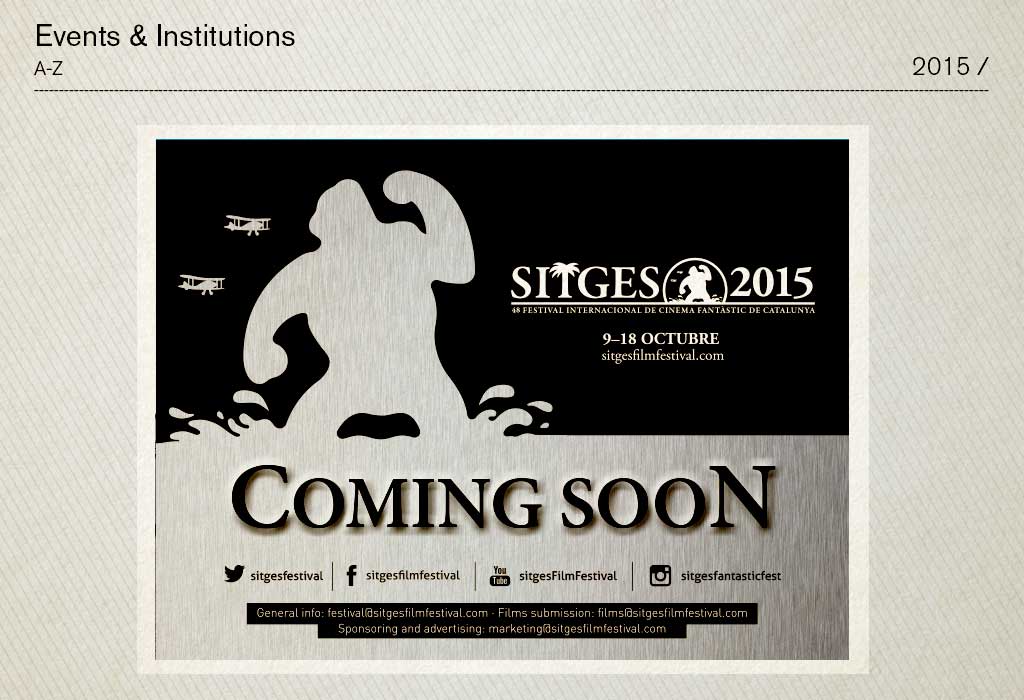 Events & Institutions
A-Z
2015 /
SITGES 2015
48 FESTIVAL INTERNACIONAL DE CINEMA FANTÀSTIC DE CATALUNYA
9–18 OCTUBRE
sitgesfilmfestival.com
COMING SOON
sitgesfestival
sitgesfilmfestival
You Tube
sitgesFilmFestival
sitgesfantasticfest
General info: festival@sitgesfilmfestival.com · Films submission: films@sitgesfilmfestival.com
Sponsoring and advertising: marketing@sitgesfilmfestival.com